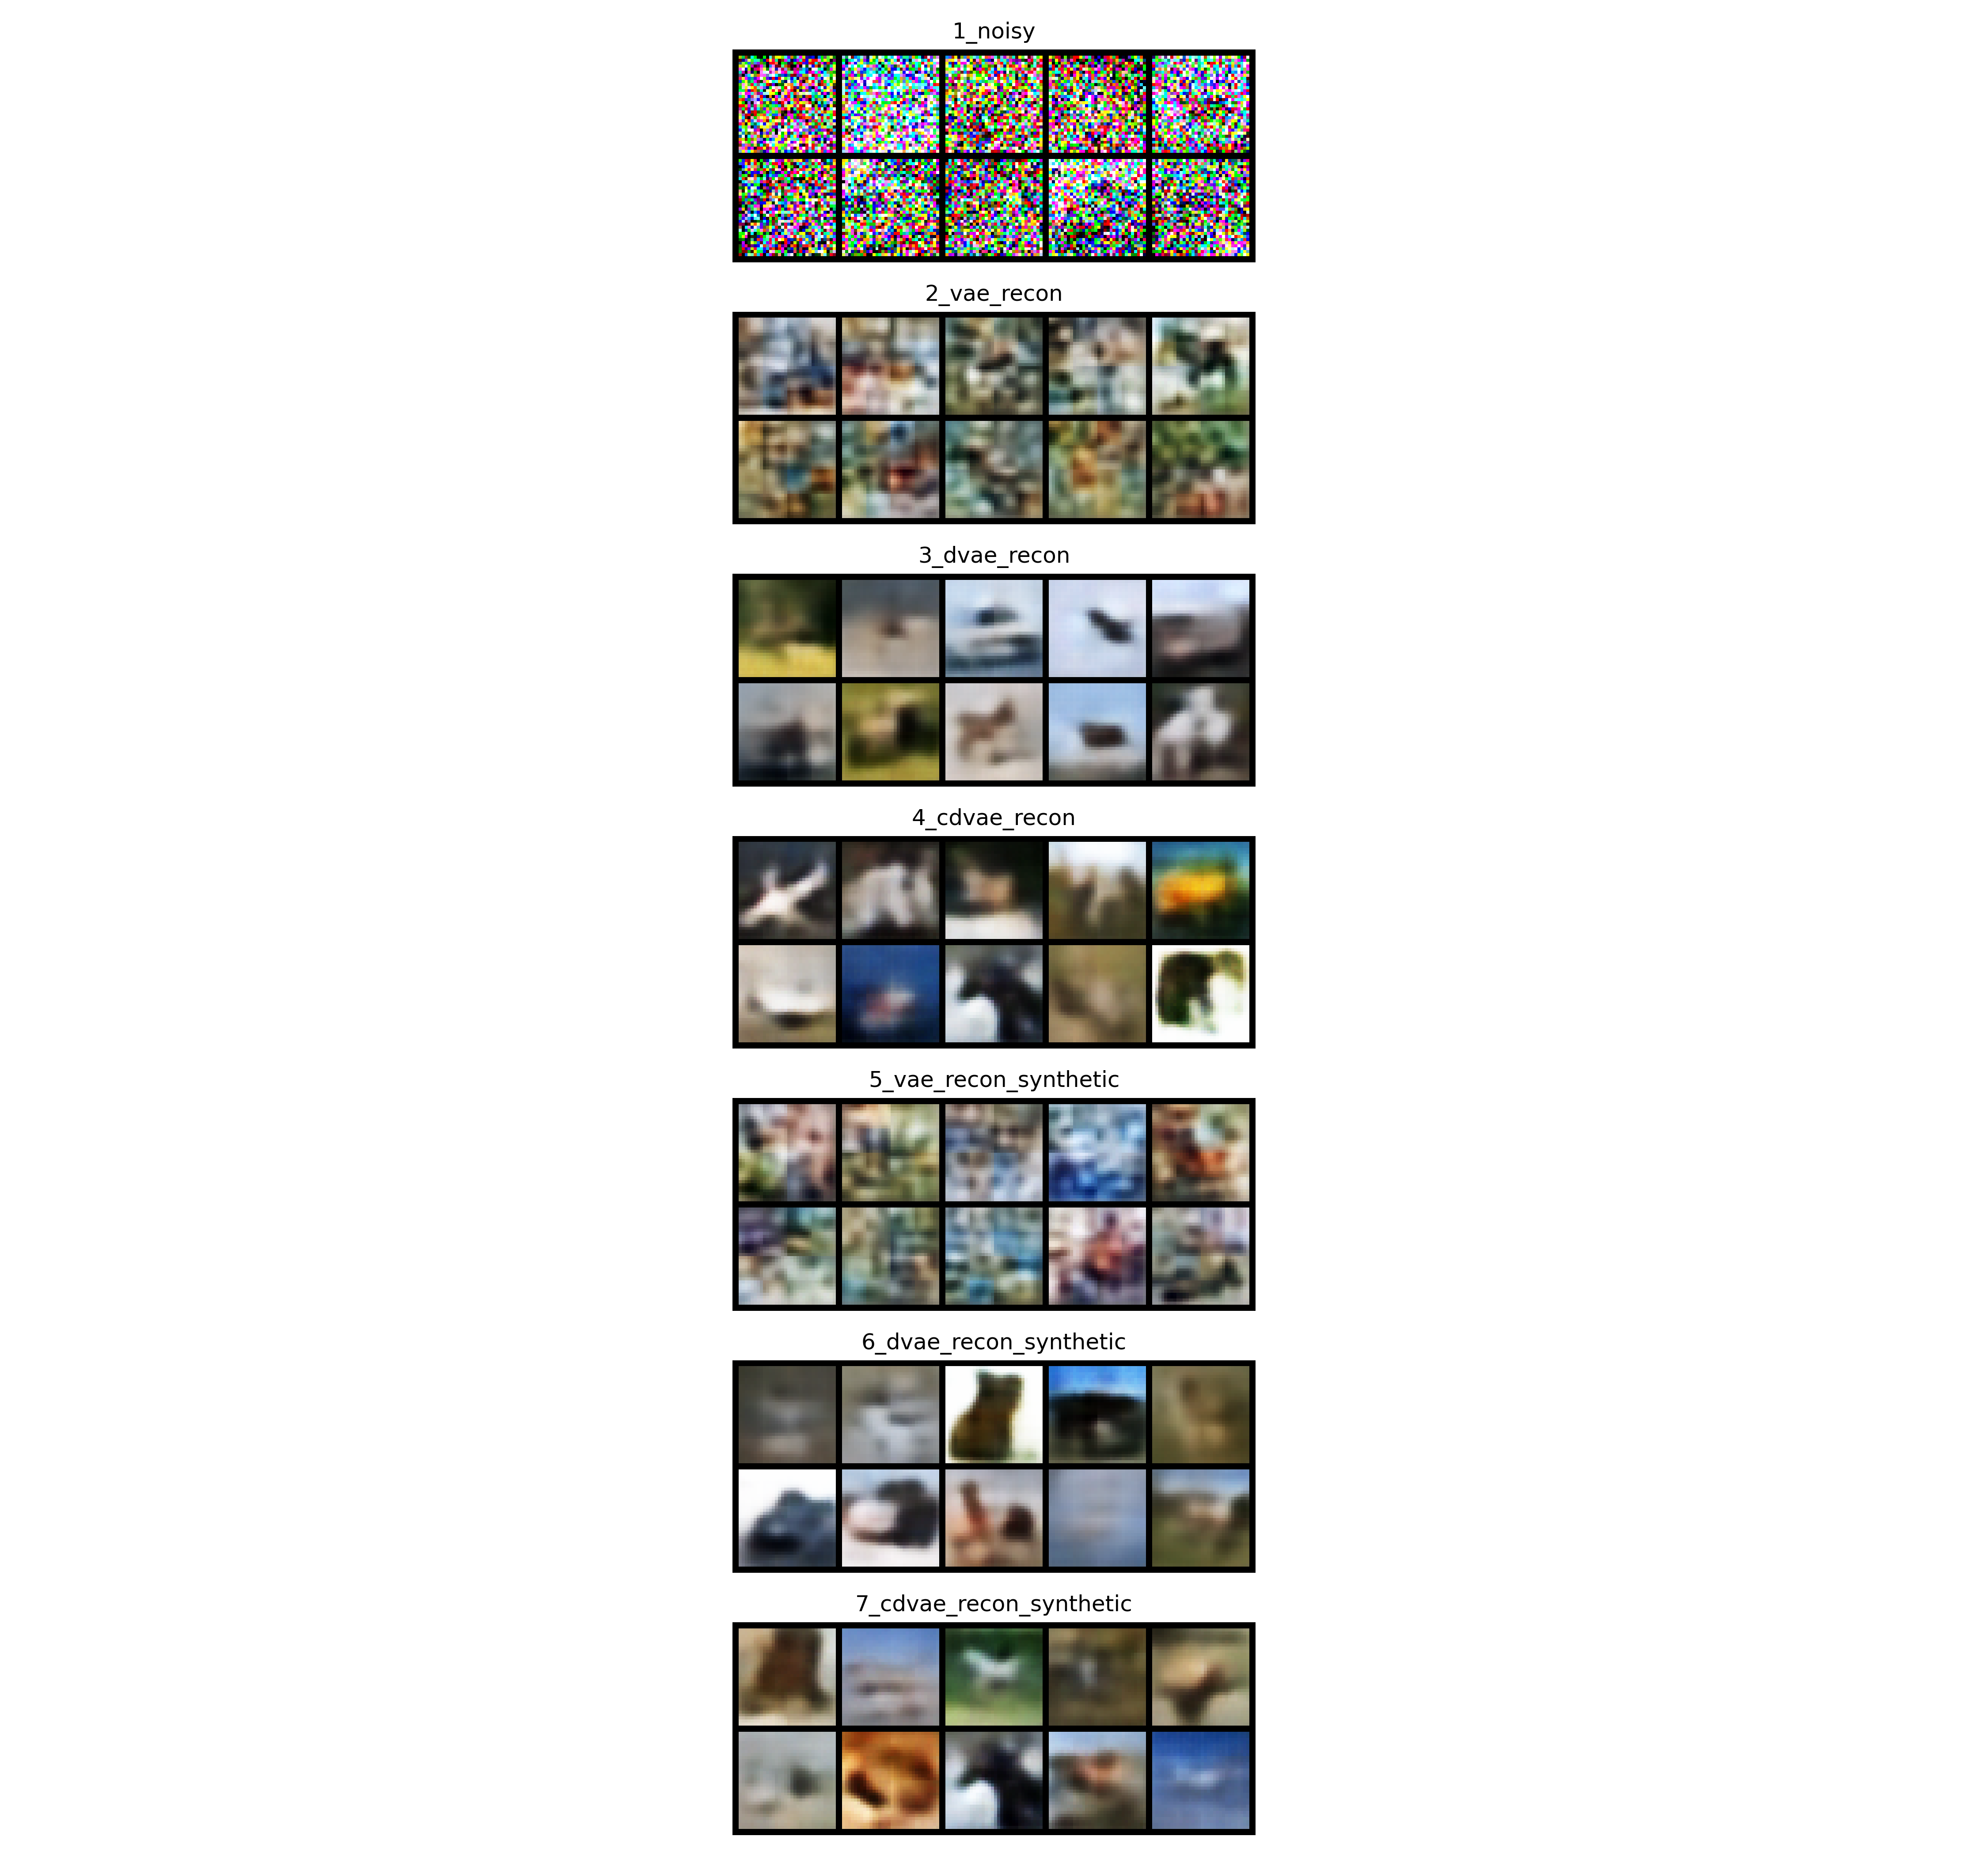 1_noisy
2_vae_recon
3_dvae_recon
4_cdvae_recon
5_vae_recon_synthetic
6_dvae_recon_synthetic
7_cdvae_recon_synthetic